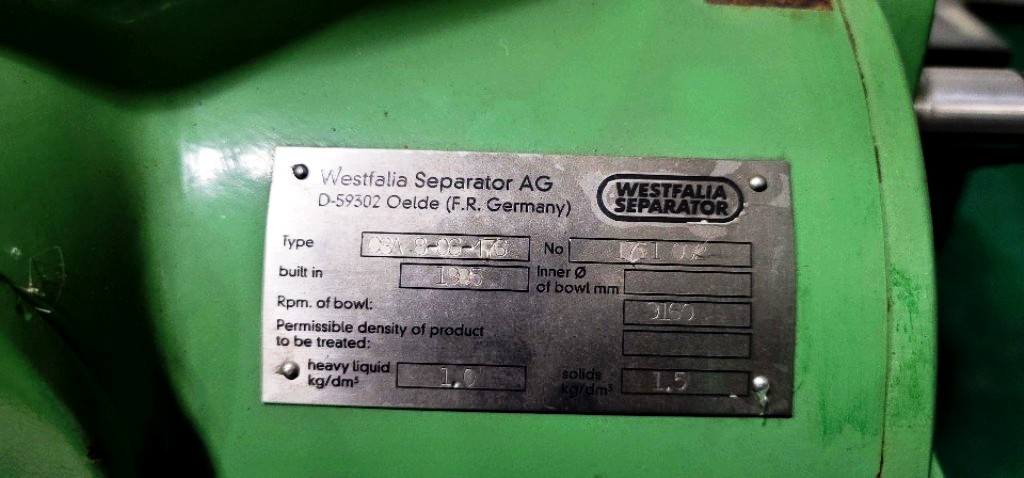 Westfalia Separator AG
D-59302 Oelde (F.R. Germany)
WESTFALIA
SEPARATOR
Type
No
built in
Inner Ø
of bowl mm
Rpm. of bowl:
Permissible density of product
to be treated:
heavy liquid
kg/dm³ 1,0
solids
kg/dm³ 1,5